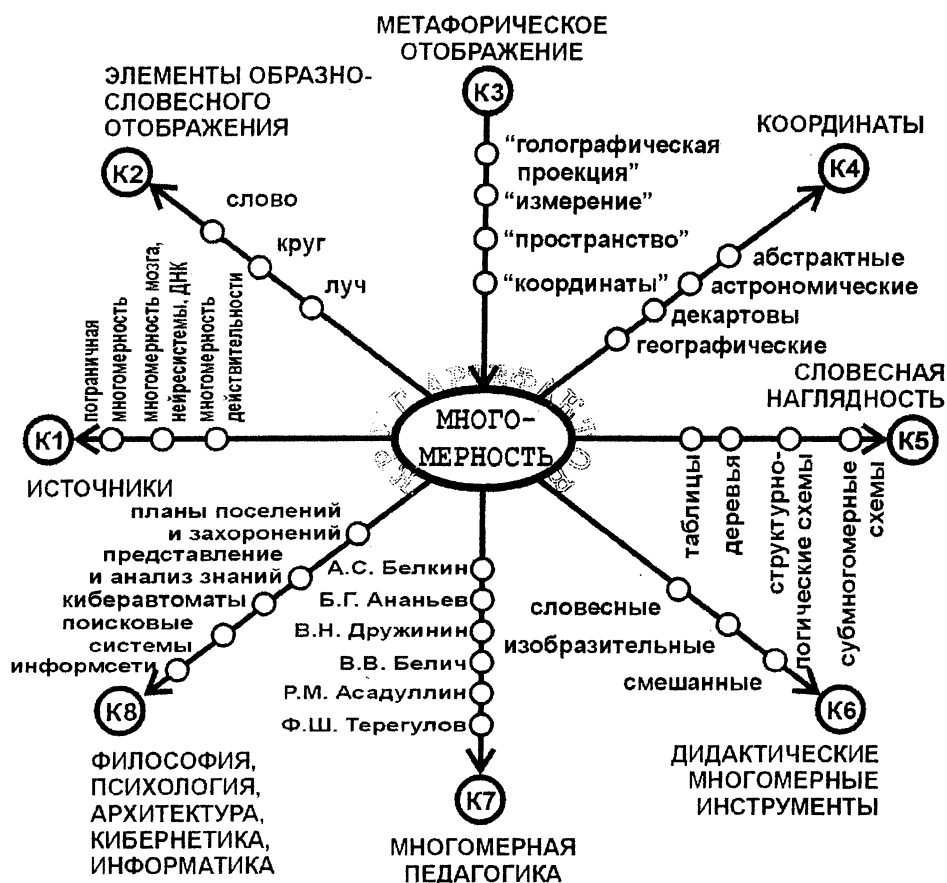 МЕТАФОРИЧЕСКОЕ
ОТОБРАЖЕНИЕ
К3
“голографическая
проекция”
“измерение”
“пространство”
“координаты”
ЭЛЕМЕНТЫ ОБРАЗНО-
СЛОВЕСНОГО
ОТОБРАЖЕНИЯ
К2
слово
круг
луч
КООРДИНАТЫ
К4
абстрактные
астрономические
декартовы
географические
пограничная
многомерность
многомерность мозга,
нейресистемы, ДНК
многомерность
действительности
К1
ИСТОЧНИКИ
МНОГО-
МЕРНОСТЬ
СЛОВЕСНАЯ
НАГЛЯДНОСТЬ
К5
таблицы
деревья
структурно-
логические схемы
субмногомерные
схемы
планы поселений
и захоронений
представление
и анализ знаний
киберавтоматы
поисковые
системы
информсети
К8
ФИЛОСОФИЯ,
ПСИХОЛОГИЯ,
АРХИТЕКТУРА,
КИБЕРНЕТИКА,
ИНФОРМАТИКА
А.С. Белкин
Б.Г. Ананьев
В.Н. Дружинин
В.В. Белич
Р.М. Асадуллин
Ф.Ш. Терегулов
К7
МНОГОМЕРНАЯ
ПЕДАГОГИКА
словесные
изобразительные
смешанные
К6
ДИДАКТИЧЕСКИЕ
МНОГОМЕРНЫЕ
ИНСТРУМЕНТЫ